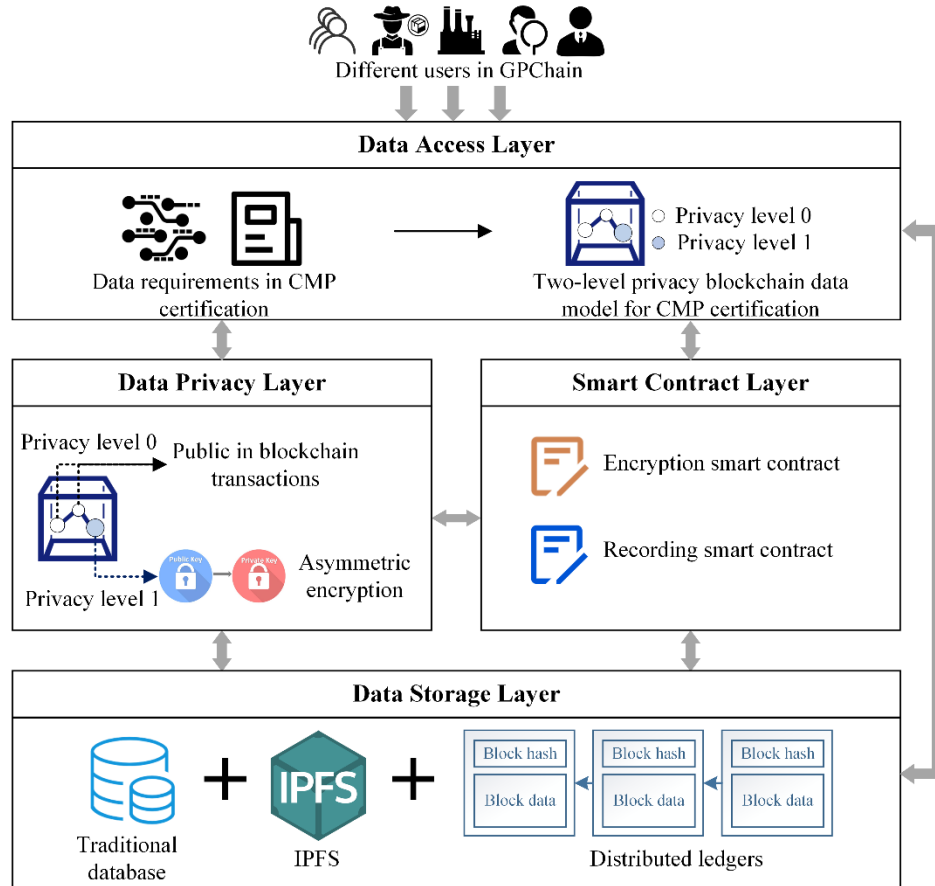 Different users in GPChain
Data Access Layer
Privacy level 0
Privacy level 1
Data requirements in CMP
certification
Two-level privacy blockchain data
model for CMP certification
Data Privacy Layer
Privacy level 0
Public in blockchain
transactions
Public Key
Private Key
Asymmetric
encryption
Privacy level 1
Smart Contract Layer
Encryption smart contract
Recording smart contract
Data Storage Layer
Block hash
Block hash
Block hash
IPFS
Block data
Block data
Block data
Traditional
database
IPFS
Distributed ledgers